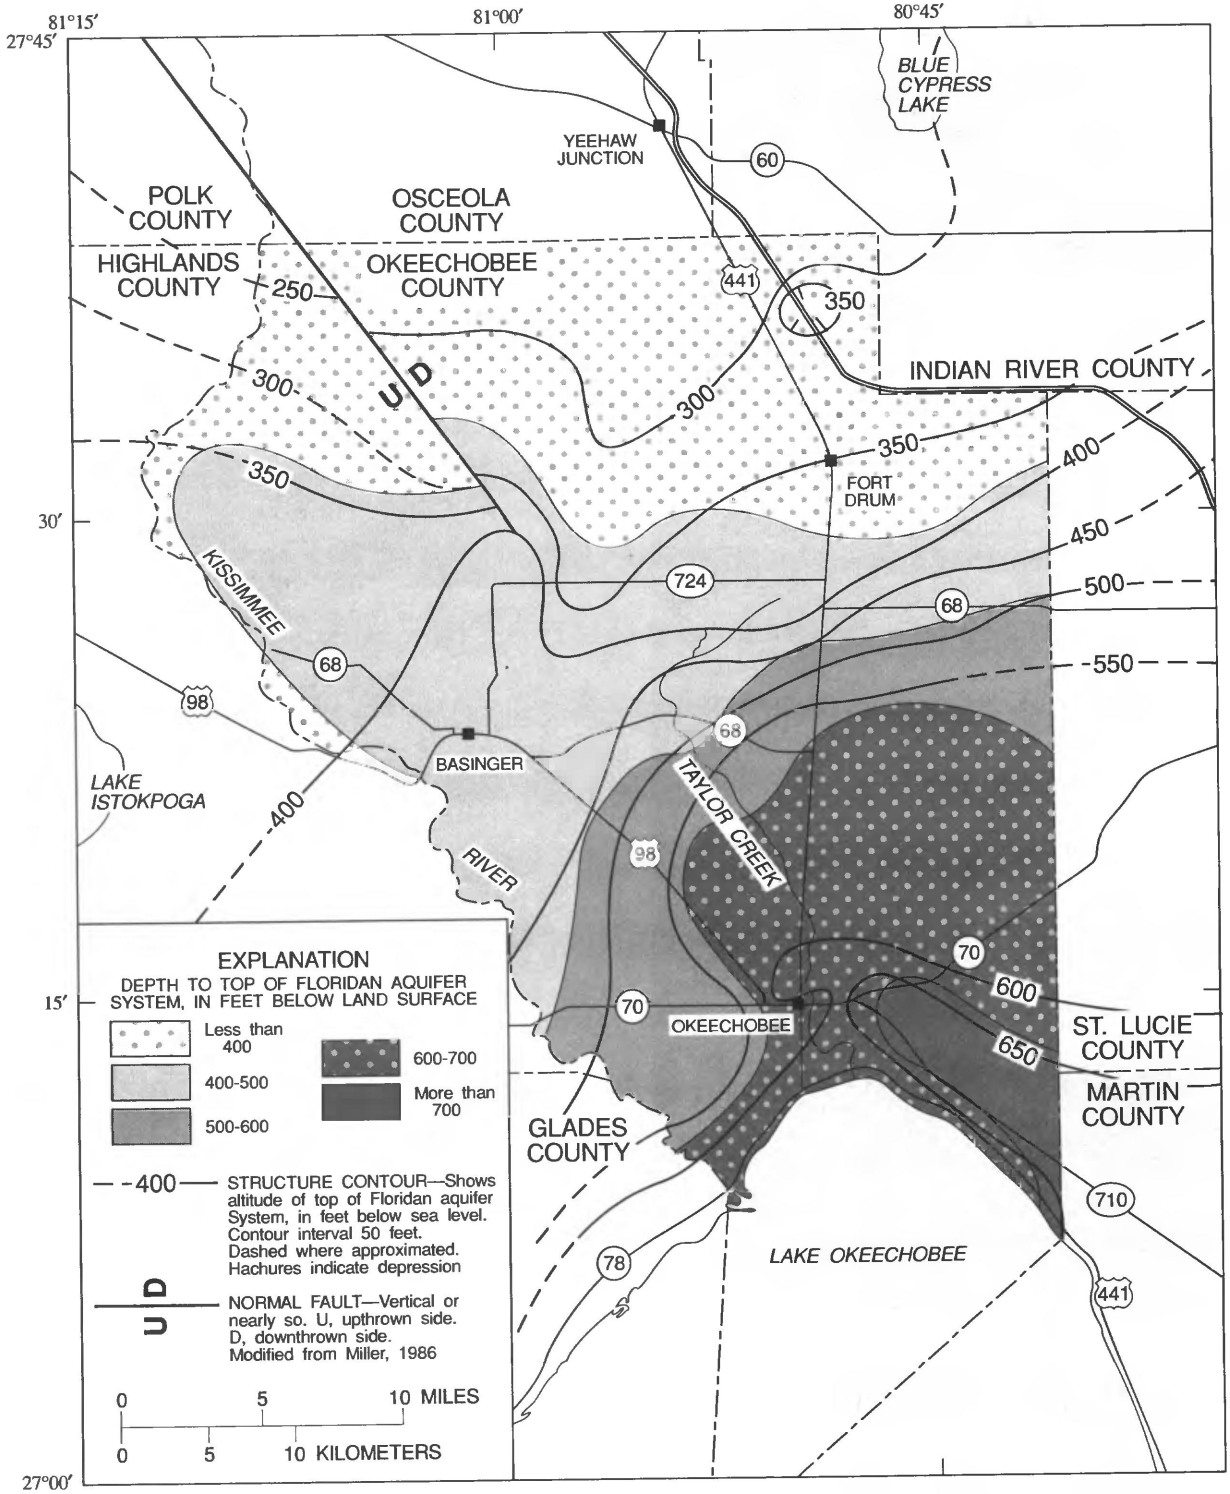 81°15′
81°00′
80°45′
27°45′
BLUE
CYPRESS
LAKE
YEEHAW
JUNCTION
60
POLK
COUNTY
OSCEOLA
COUNTY
HIGHLANDS
COUNTY
OKEECHOBEE
COUNTY
250
441
350
300
U D
300
INDIAN RIVER COUNTY
350
400
350
FORT
DRUM
30′
450
KISSIMMEE
724
500
68
68
550
98
68
BASINGER
TAYLOR CREEK
LAKE
ISTOKPOGA
400
98
RIVER
70
600
15′
70
OKEECHOBEE
650
ST. LUCIE
COUNTY
MARTIN
COUNTY
GLADES
COUNTY
710
LAKE OKEECHOBEE
78
441
EXPLANATION
DEPTH TO TOP OF FLORIDAN AQUIFER
SYSTEM, IN FEET BELOW LAND SURFACE
Less than
400
400-500
500-600
600-700
More than
700
400 STRUCTURE CONTOUR—Shows
altitude of top of Floridan aquifer
System, in feet below sea level.
Contour interval 50 feet.
Dashed where approximated.
Hachures indicate depression
D
U
NORMAL FAULT—Vertical or
nearly so. U, upthrown side.
D, downthrown side.
Modified from Miller, 1986
0 5 10 MILES
0 5 10 KILOMETERS
27°00′